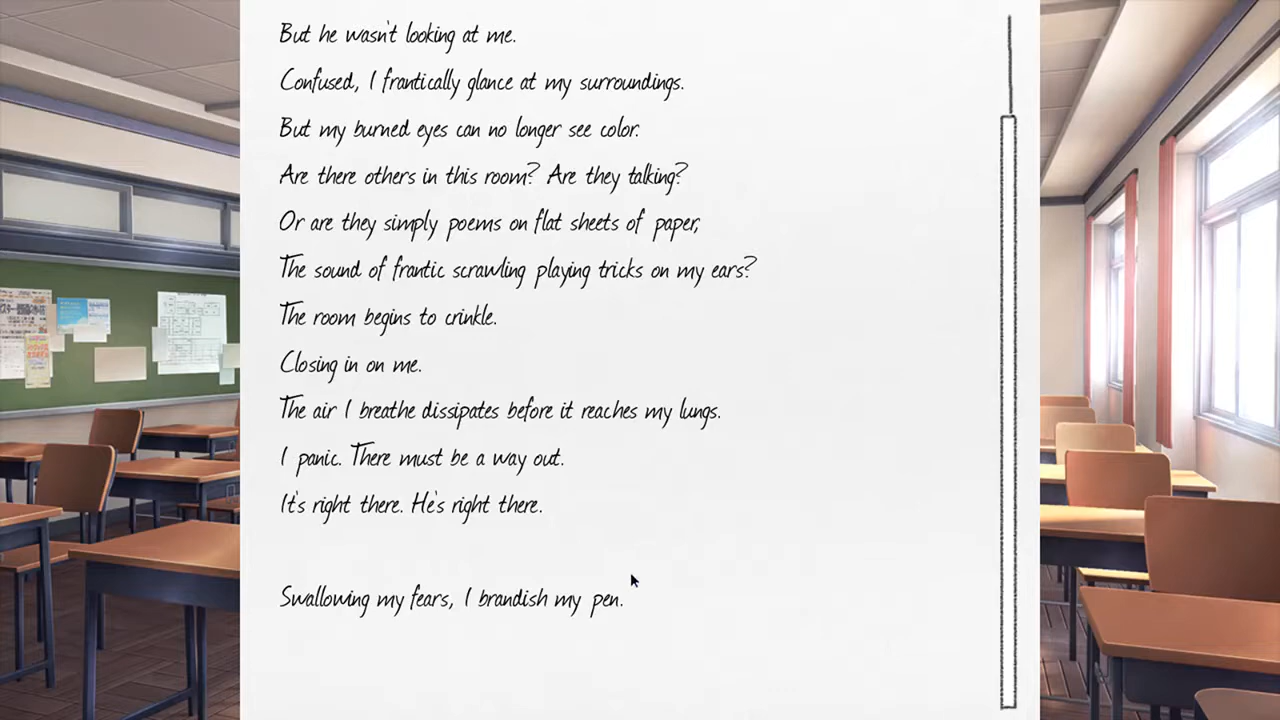 But he wasn't looking at me.
Confused, I frantically glance at my surroundings.
But my burned eyes can no longer see color.
Are there others in this room? Are they talking?
Or are they simply poems on flat sheets of paper,
The sound of frantic scrawling playing tricks on my ears?
The room begins to crinkle.
Closing in on me.
The air I breathe dissipates before it reaches my lungs.
I panic. There must be a way out.
It's right there. He's right there.
Swallowing my fears, I brandish my pen.